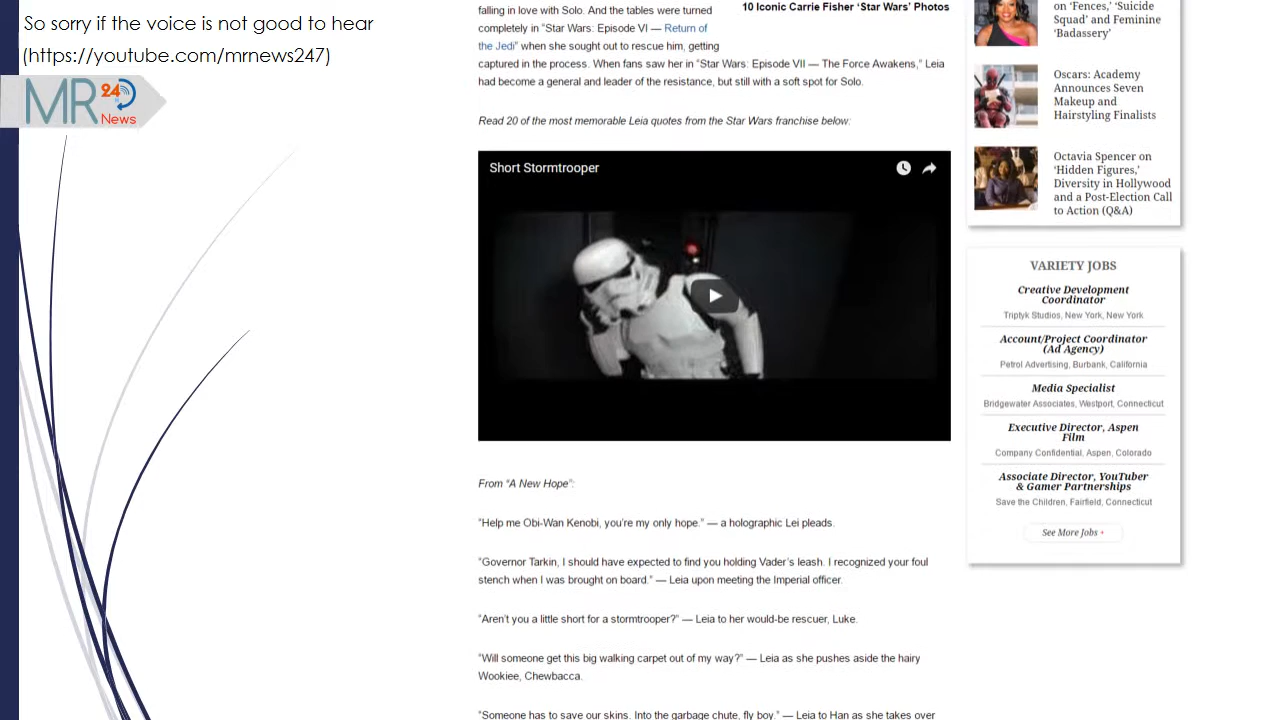 So sorry if the voice is not good to hear
(https://youtube.com/mrnews247)
MR
24
News
falling in love with Solo. And the tables were turned
completely in “Star Wars: Episode VI — Return of
the Jedi” when she sought out to rescue him, getting
captured in the process. When fans saw her in “Star Wars: Episode VII — The Force Awakens,” Leia
had become a general and leader of the resistance, but still with a soft spot for Solo.
10 Iconic Carrie Fisher ‘Star Wars’ Photos
Read 20 of the most memorable Leia quotes from the Star Wars franchise below:
Short Stormtrooper
From “A New Hope”:
“Help me Obi-Wan Kenobi, you’re my only hope.” — a holographic Lei pleads.
“Governor Tarkin, I should have expected to find you holding Vader’s leash. I recognized your foul
stench when I was brought on board.” — Leia upon meeting the Imperial officer.
“Aren’t you a little short for a stormtrooper?” — Leia to her would-be rescuer, Luke.
“Will someone get this big walking carpet out of my way?” — Leia as she pushes aside the hairy
Wookiee, Chewbacca.
“Someone has to save our skins. Into the garbage chute, fly boy.” — Leia to Han as she takes over
on ‘Fences,’ ‘Suicide
Squad’ and Feminine
‘Badassery’
Oscars: Academy
Announces Seven
Makeup and
Hairstyling Finalists
Octavia Spencer on
‘Hidden Figures,’
Diversity in Hollywood
and a Post-Election Call
to Action (Q&A)
VARIETY JOBS
Creative Development
Coordinator
Triptyk Studios, New York, New York
Account/Project Coordinator
(Ad Agency)
Petrol Advertising, Burbank, California
Media Specialist
Bridgewater Associates, Westport, Connecticut
Executive Director, Aspen
Film
Company Confidential, Aspen, Colorado
Associate Director, YouTuber
& Gamer Partnerships
Save the Children, Fairfield, Connecticut
See More Jobs